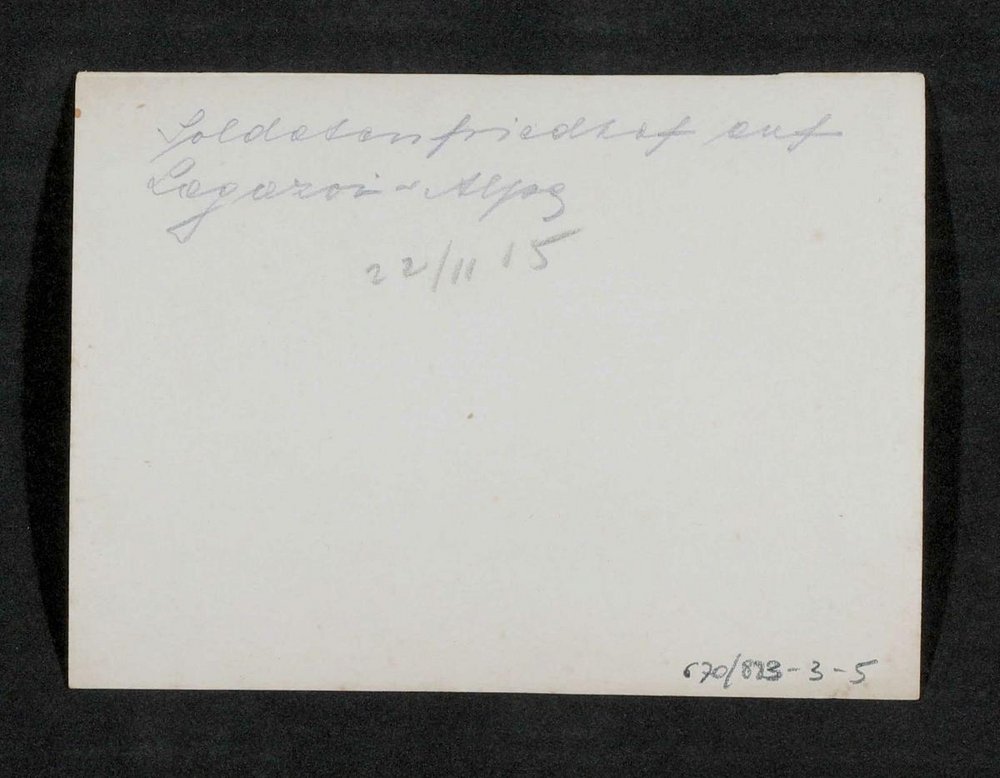 Soldatenfriedhof auf
Lagazoi-Alpe
22/11 15
670/823-3-5